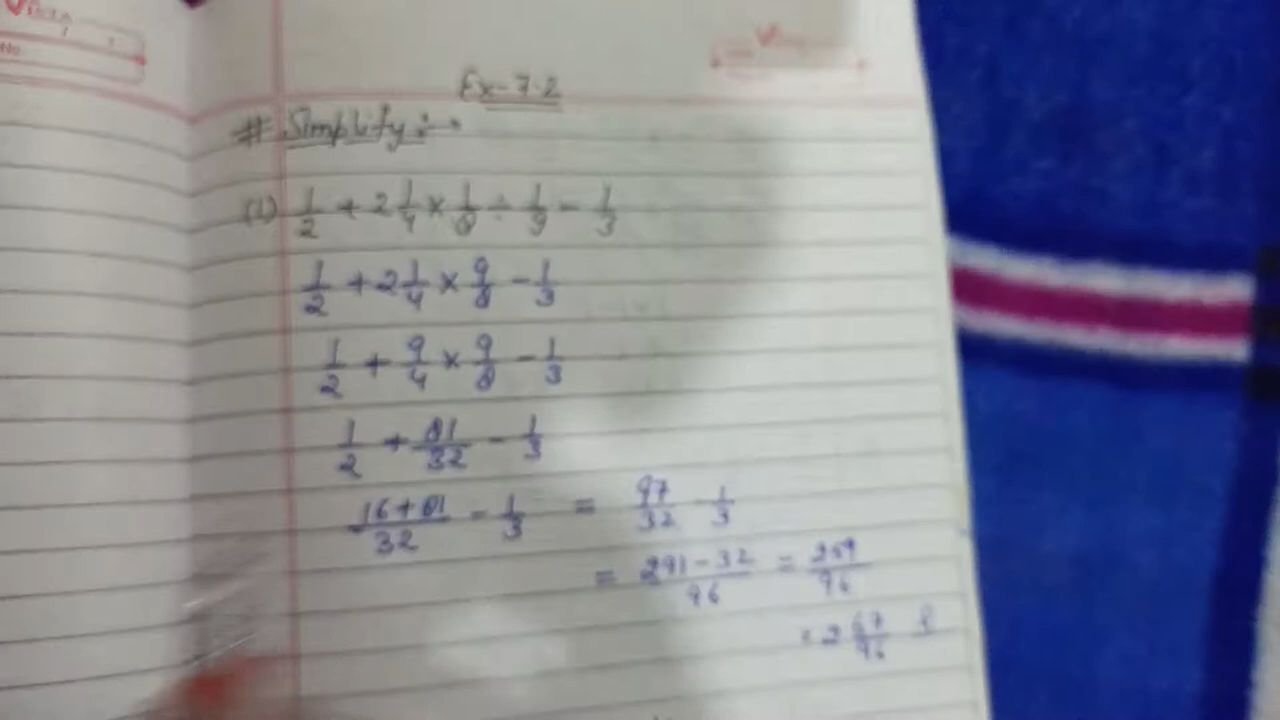 Ex-7.2
# Simplify :-
(1) 1/2 + 2 1/4 × 1/8 ÷ 1/9 - 1/3
1/2 + 2 1/4 × 9/8 - 1/3
1/2 + 9/4 × 9/8 - 1/3
1/2 + 81/32 - 1/3
16+81/32 - 1/3 = 97/32 - 1/3
= 291-32/96 = 259/96
= 2 67/96